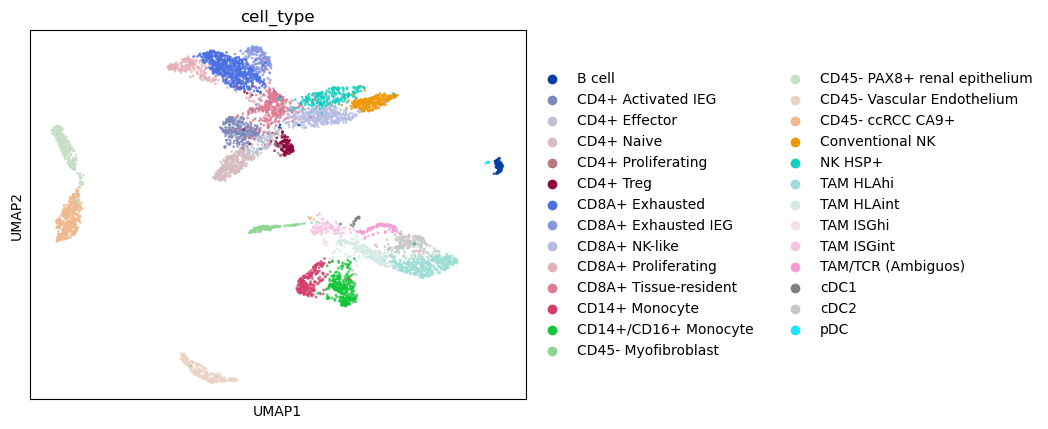 cell_type
UMAP2
UMAP1
B cell
CD4+ Activated IEG
CD4+ Effector
CD4+ Naive
CD4+ Proliferating
CD4+ Treg
CD8A+ Exhausted
CD8A+ Exhausted IEG
CD8A+ NK-like
CD8A+ Proliferating
CD8A+ Tissue-resident
CD14+ Monocyte
CD14+/CD16+ Monocyte
CD45- Myofibroblast
CD45- PAX8+ renal epithelium
CD45- Vascular Endothelium
CD45- ccRCC CA9+
Conventional NK
NK HSP+
TAM HLAhi
TAM HLAint
TAM ISGhi
TAM ISGint
TAM/TCR (Ambiguos)
cDC1
cDC2
pDC